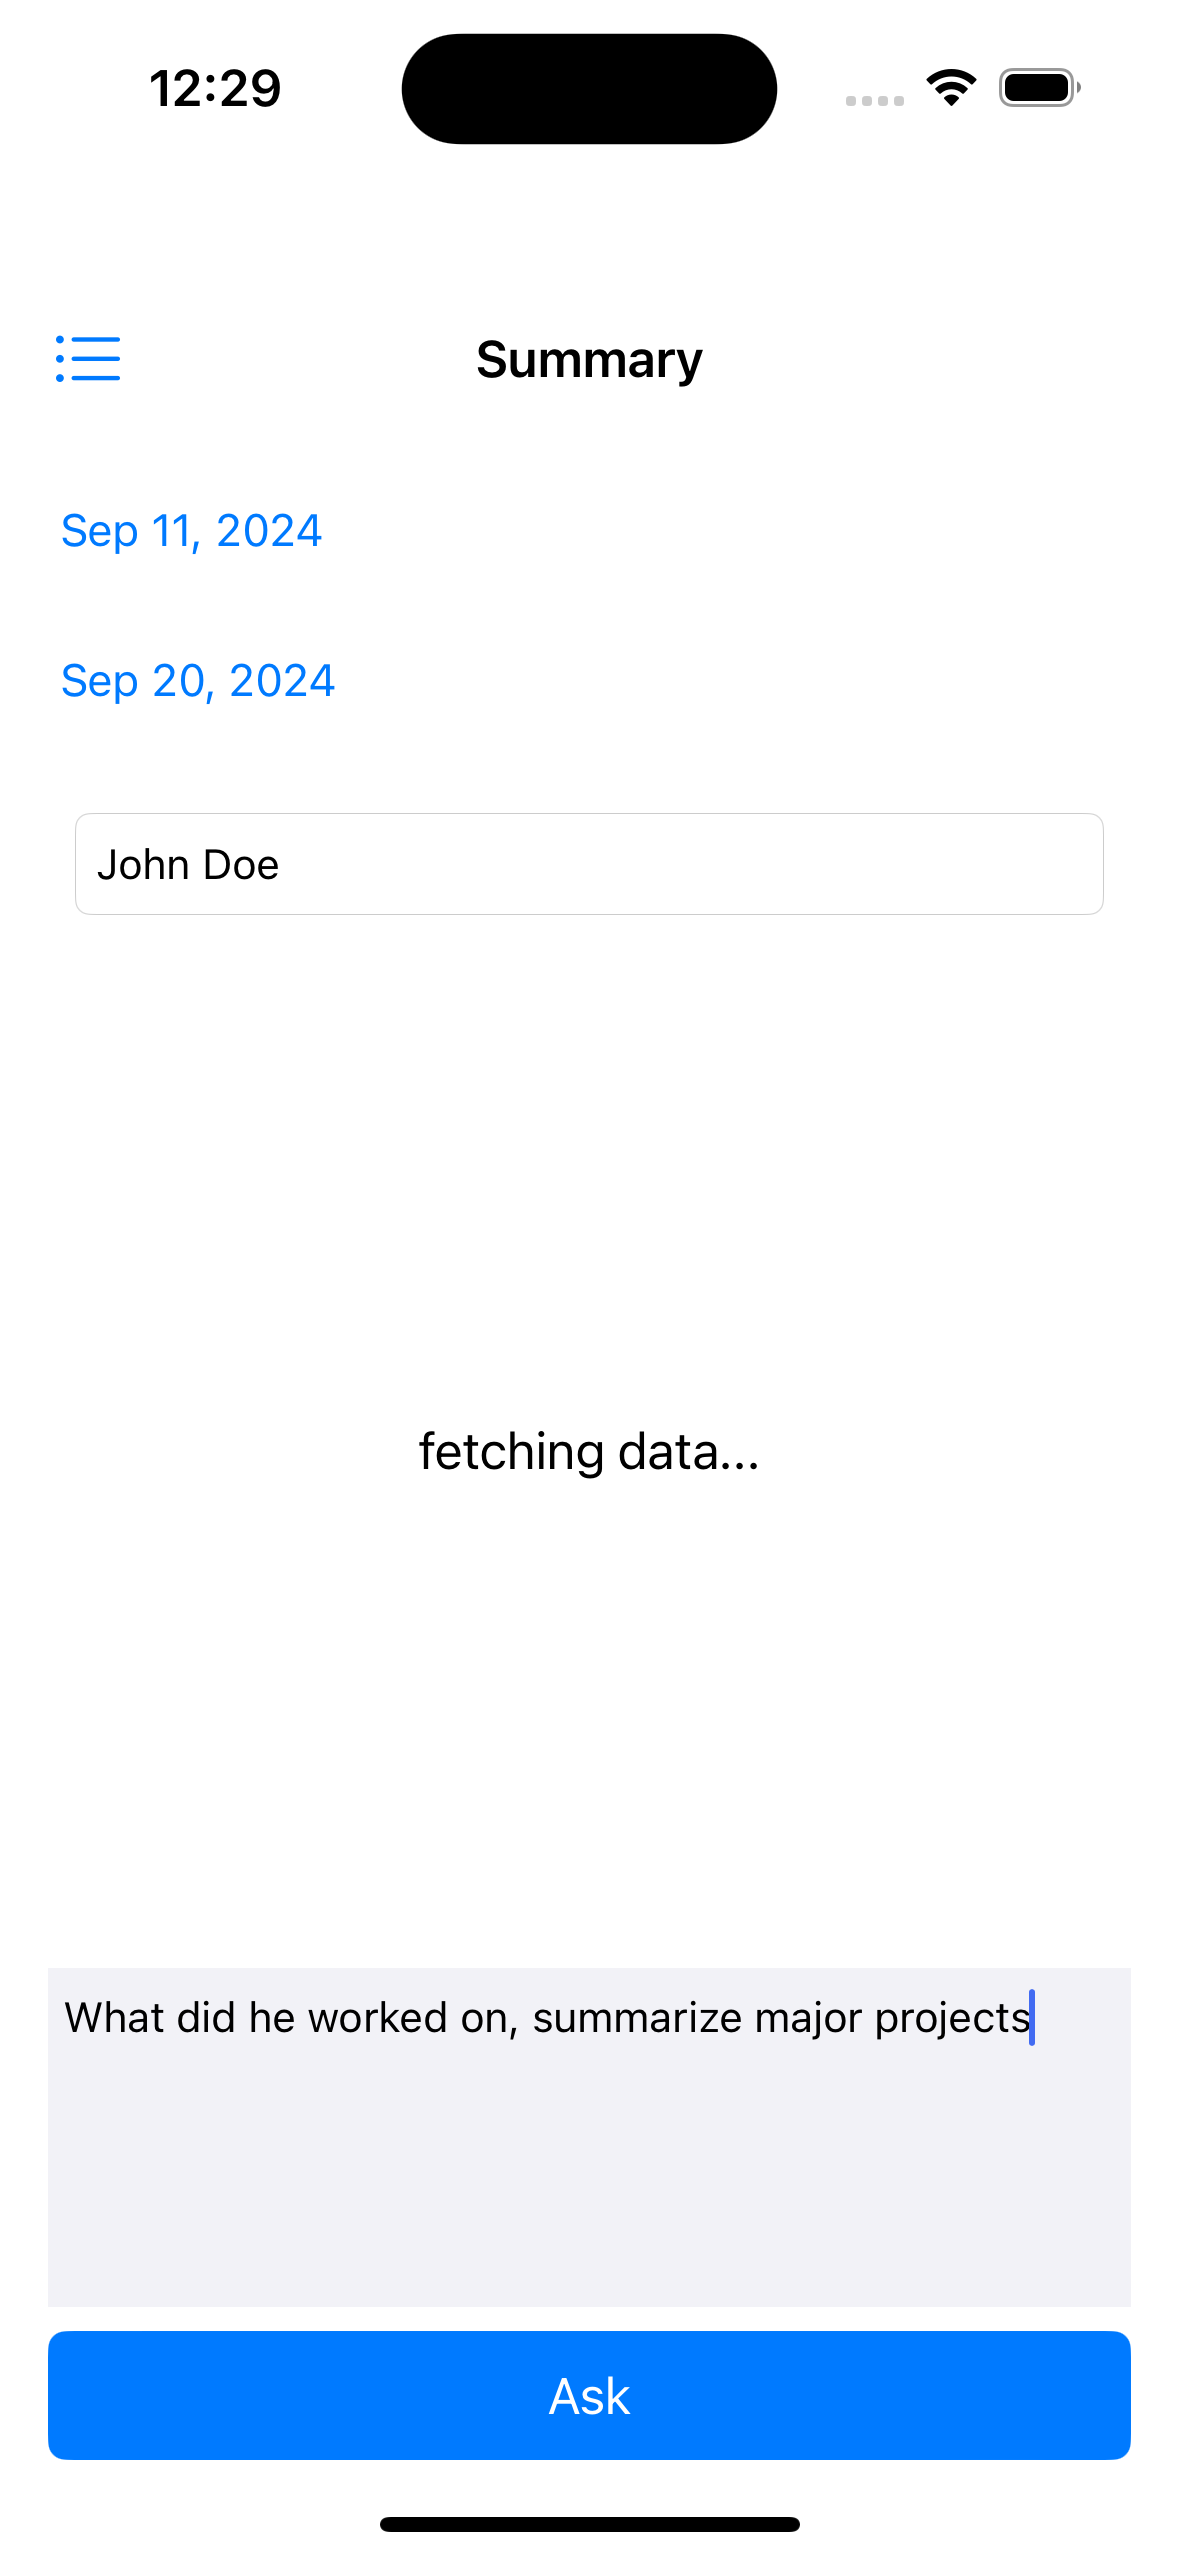 12:29
Summary
Sep 11, 2024
Sep 20, 2024
John Doe
fetching data...
What did he worked on, summarize major projects
Ask